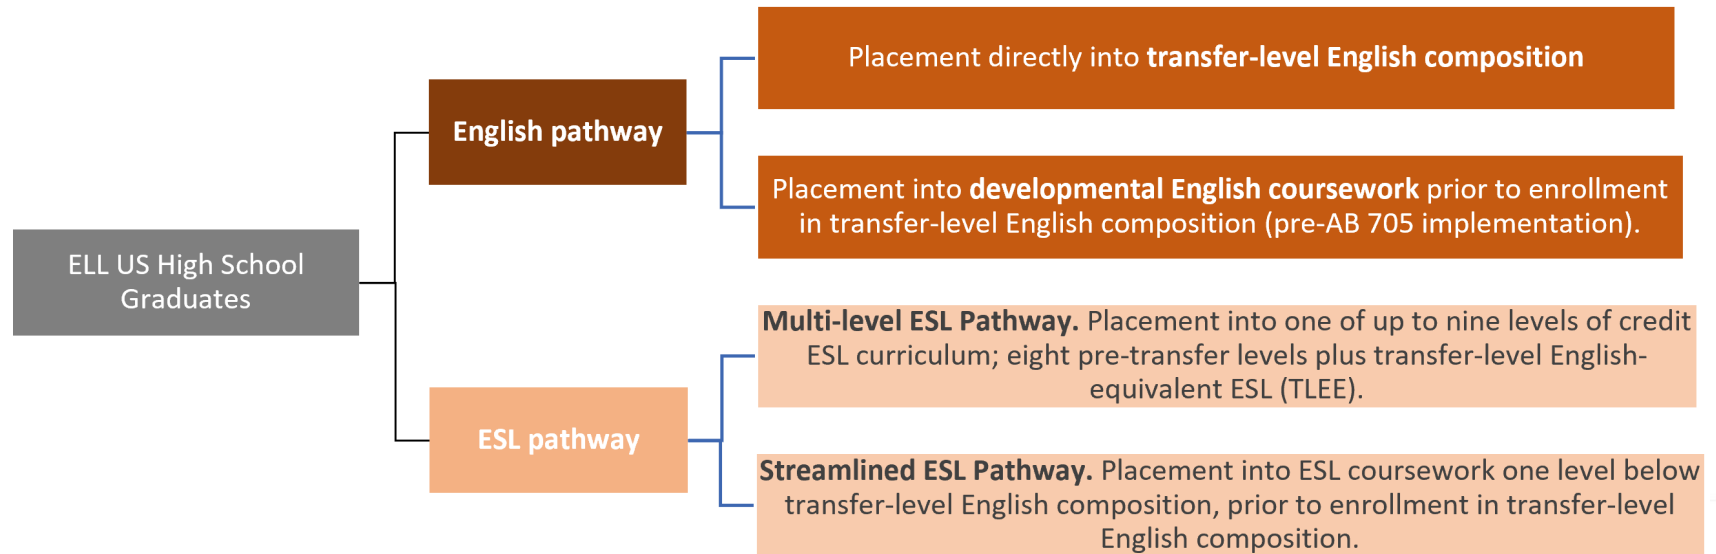 ELL US High School
Graduates
English pathway
Placement directly into transfer-level English composition
Placement into developmental English coursework prior to enrollment
in transfer-level English composition (pre-AB 705 implementation).
ESL pathway
Multi-level ESL Pathway. Placement into one of up to nine levels of credit
ESL curriculum; eight pre-transfer levels plus transfer-level English-
equivalent ESL (TLEE).
Streamlined ESL Pathway. Placement into ESL coursework one level below
transfer-level English composition, prior to enrollment in transfer-level
English composition.